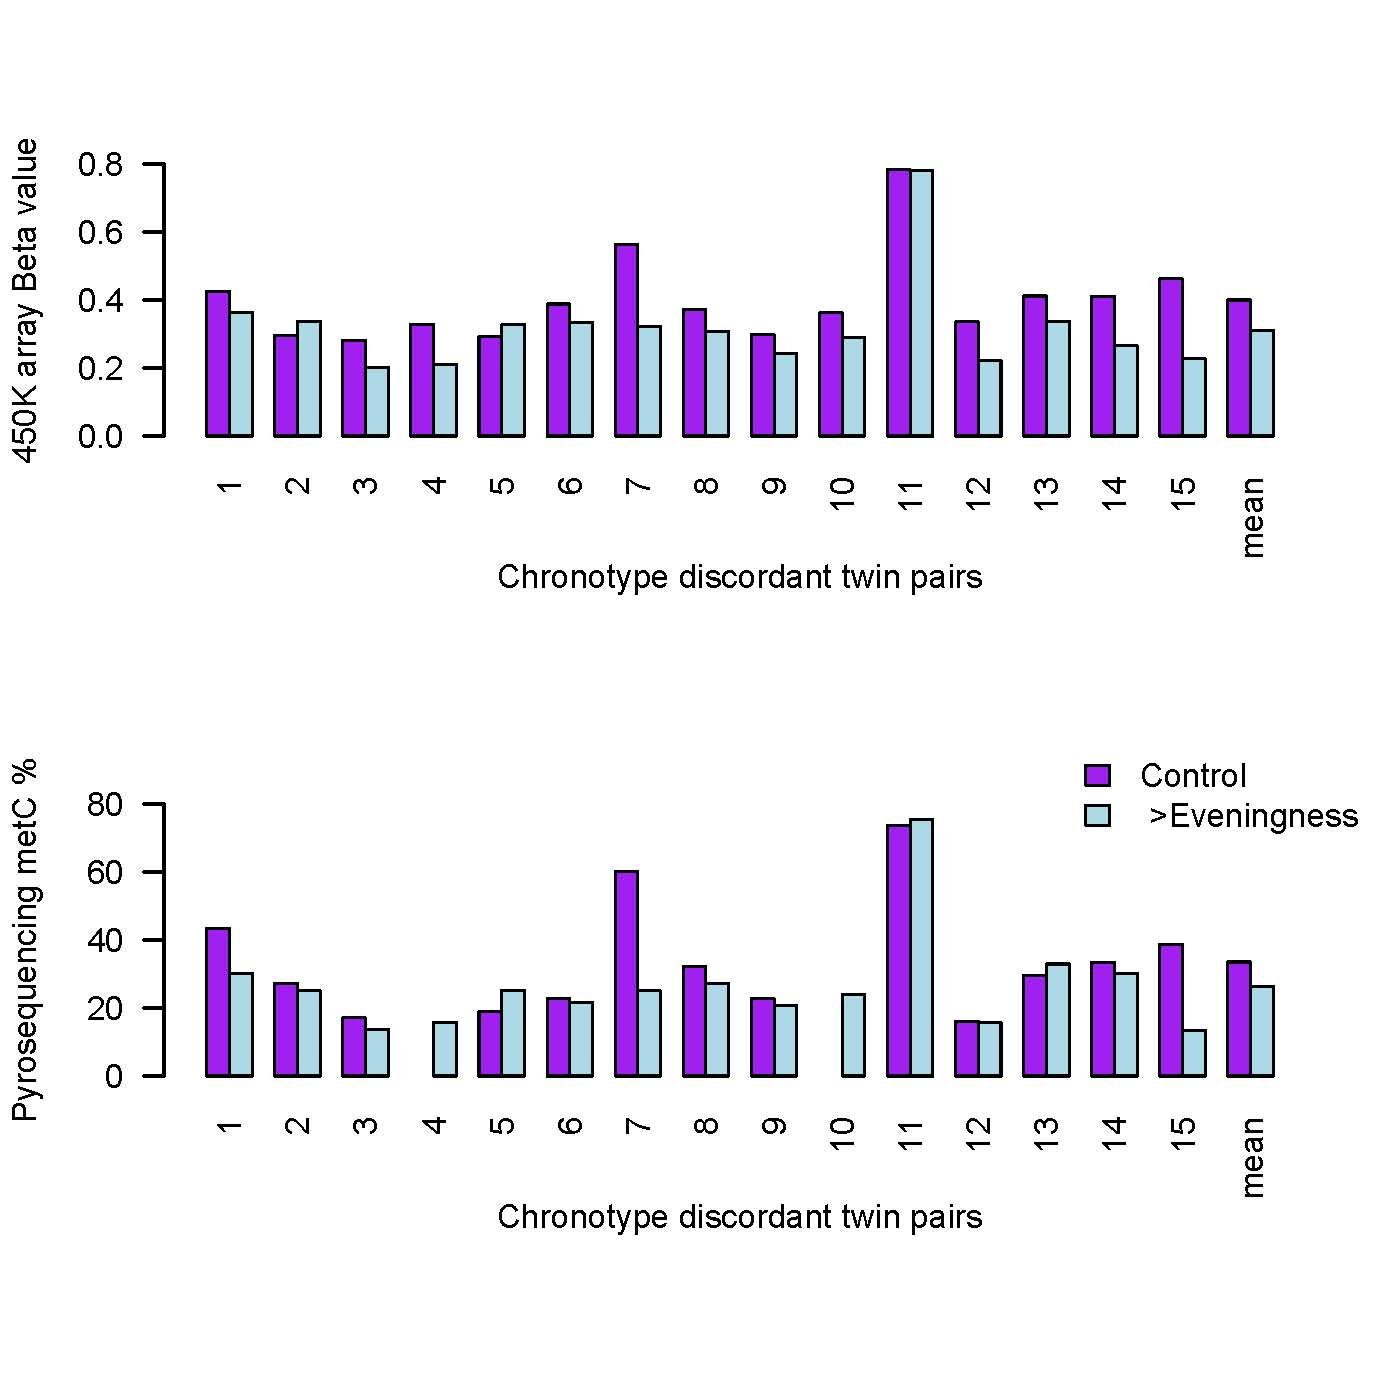 450K array Beta value
0.8
0.6
0.4
0.2
0.0
1 2 3 4 5 6 7 8 9 10 11 12 13 14 15 mean
Chronotype discordant twin pairs
Control
>Eveningness
Pyrosequencing metC %
80
60
40
20
0
1 2 3 4 5 6 7 8 9 10 11 12 13 14 15 mean
Chronotype discordant twin pairs